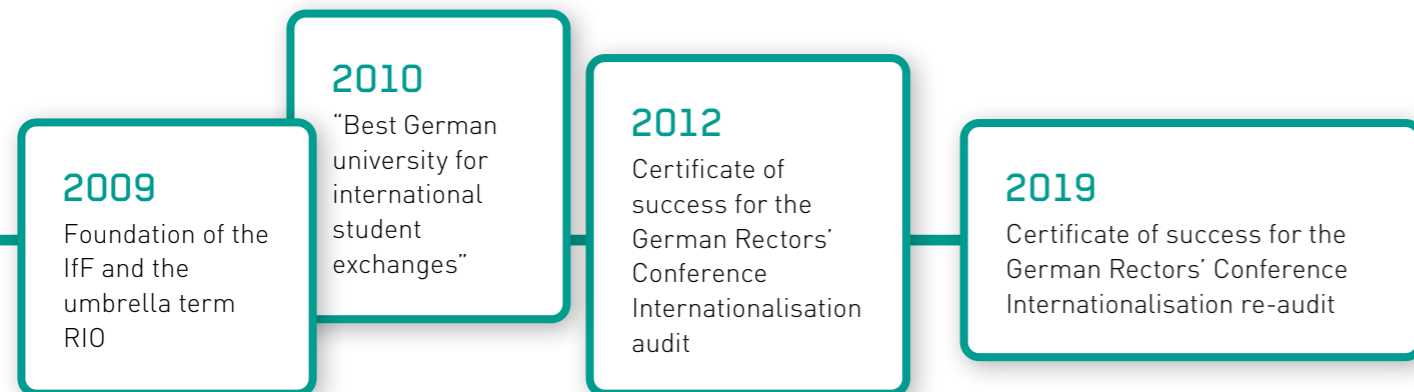 2009
Foundation of the
IfF and the
umbrella term
RIO
2010
“Best German
university for
international
student
exchanges”
2012
Certificate of
success for the
German Rectors’
Conference
Internationalisation
audit
2019
Certificate of success for the
German Rectors’ Conference
Internationalisation re-audit